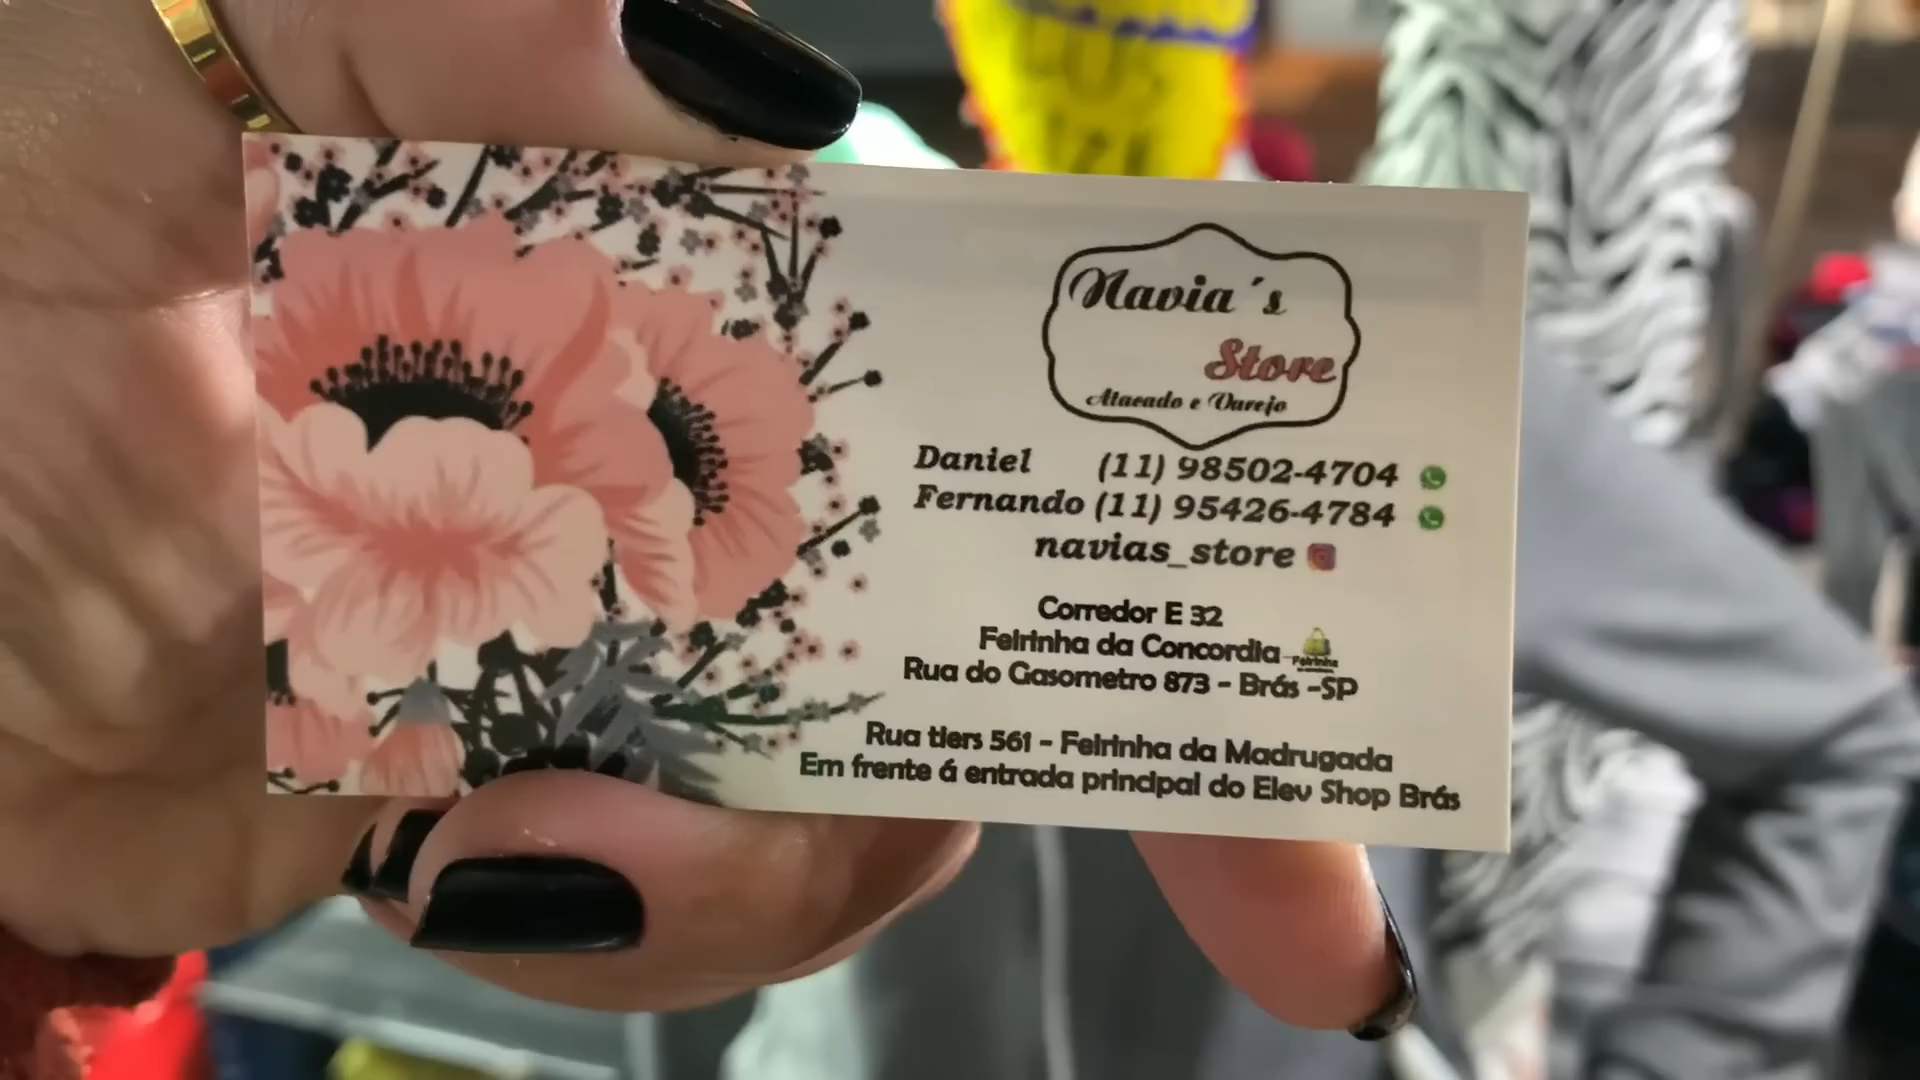 Navia´s
Store
Atacado e Varejo
Daniel (11) 98502-4704
Fernando (11) 95426-4784
navias_store
Corredor E 32
Feirinha da Concordia
Feirinha
Rua do Gasometro 873 - Brás -SP
Rua tiers 561 - Feirinha da Madrugada
Em frente á entrada principal do Elev Shop Brás